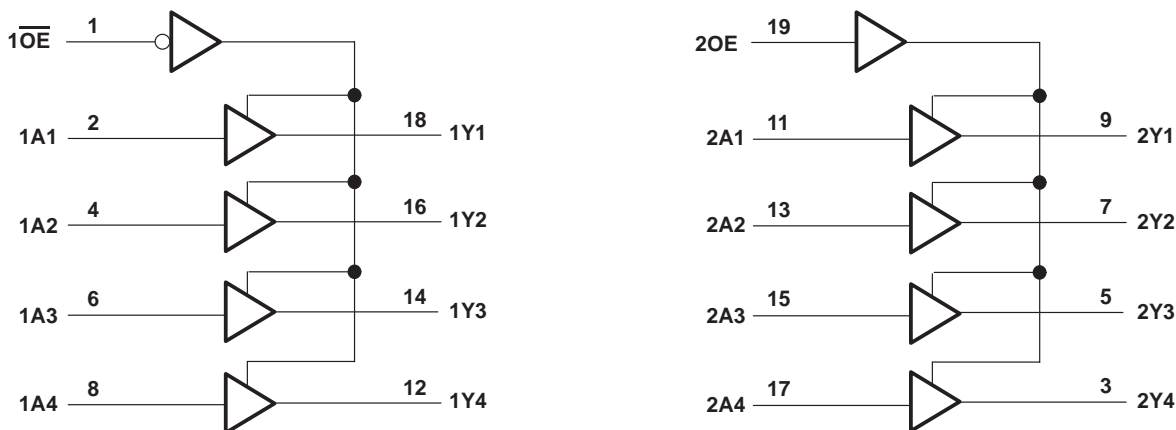 1O̅E̅ 1
1A1 2 18 1Y1
1A2 4 16 1Y2
1A3 6 14 1Y3
1A4 8 12 1Y4
2OE 19
2A1 11 9 2Y1
2A2 13 7 2Y2
2A3 15 5 2Y3
2A4 17 3 2Y4